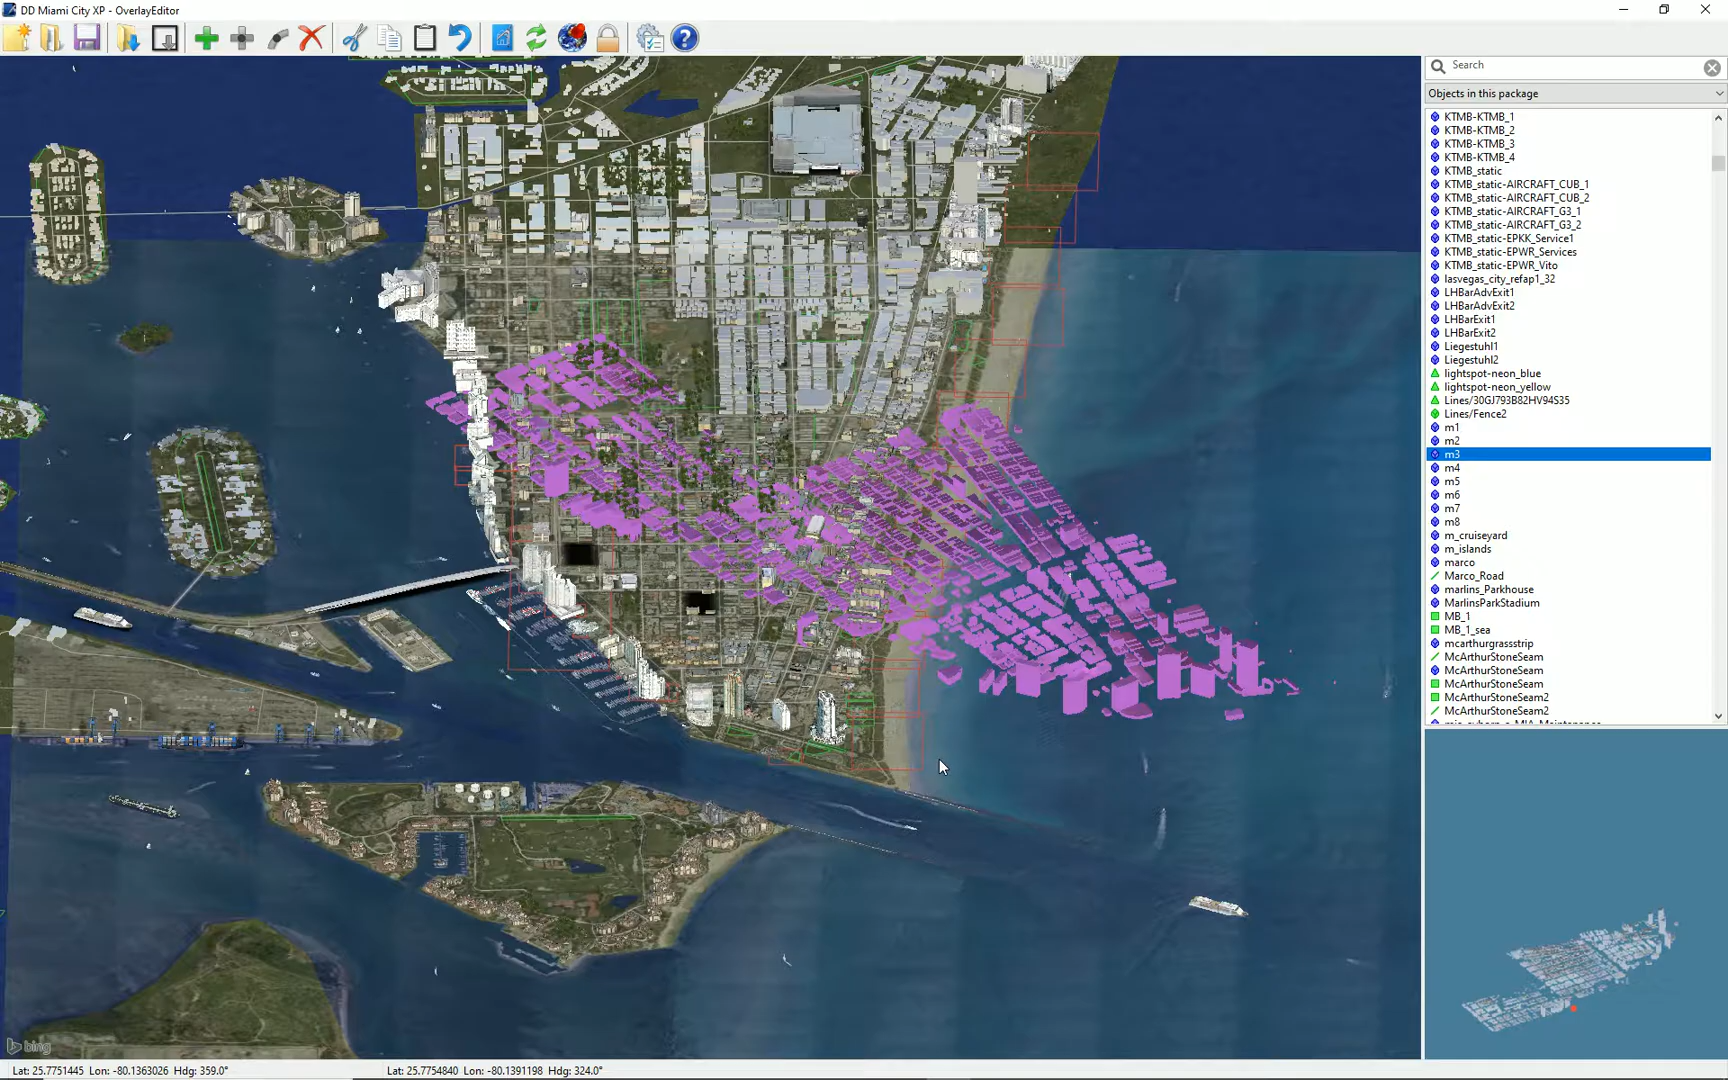 DD Miami City XP - OverlayEditor
Search
Objects in this package
KTMB-KTMB_1
KTMB-KTMB_2
KTMB-KTMB_3
KTMB-KTMB_4
KTMB_static
KTMB_static-AIRCRAFT_CUB_1
KTMB_static-AIRCRAFT_CUB_2
KTMB_static-AIRCRAFT_G3_1
KTMB_static-AIRCRAFT_G3_2
KTMB_static-EPKK_Service1
KTMB_static-EPWR_Services
KTMB_static-EPWR_Vito
lasvegas_city_refap1_32
LHBarAdvExit1
LHBarAdvExit2
LHBarExit1
LHBarExit2
Liegestuhl1
Liegestuhl2
lightspot-neon_blue
lightspot-neon_yellow
Lines/30GJ793B82HV94S35
Lines/Fence2
m1
m2
m3
m4
m5
m6
m7
m8
m_cruiseyard
m_islands
marco
Marco_Road
marlins_Parkhouse
MarlinsParkStadium
MB_1
MB_1_sea
mcarthurgrassstrip
McArthurStoneSeam
McArthurStoneSeam
McArthurStoneSeam
McArthurStoneSeam2
McArthurStoneSeam2
bing
Lat: 25.7751445 Lon: -80.1363026 Hdg: 359.0°
Lat: 25.7754840 Lon: -80.1391198 Hdg: 324.0°